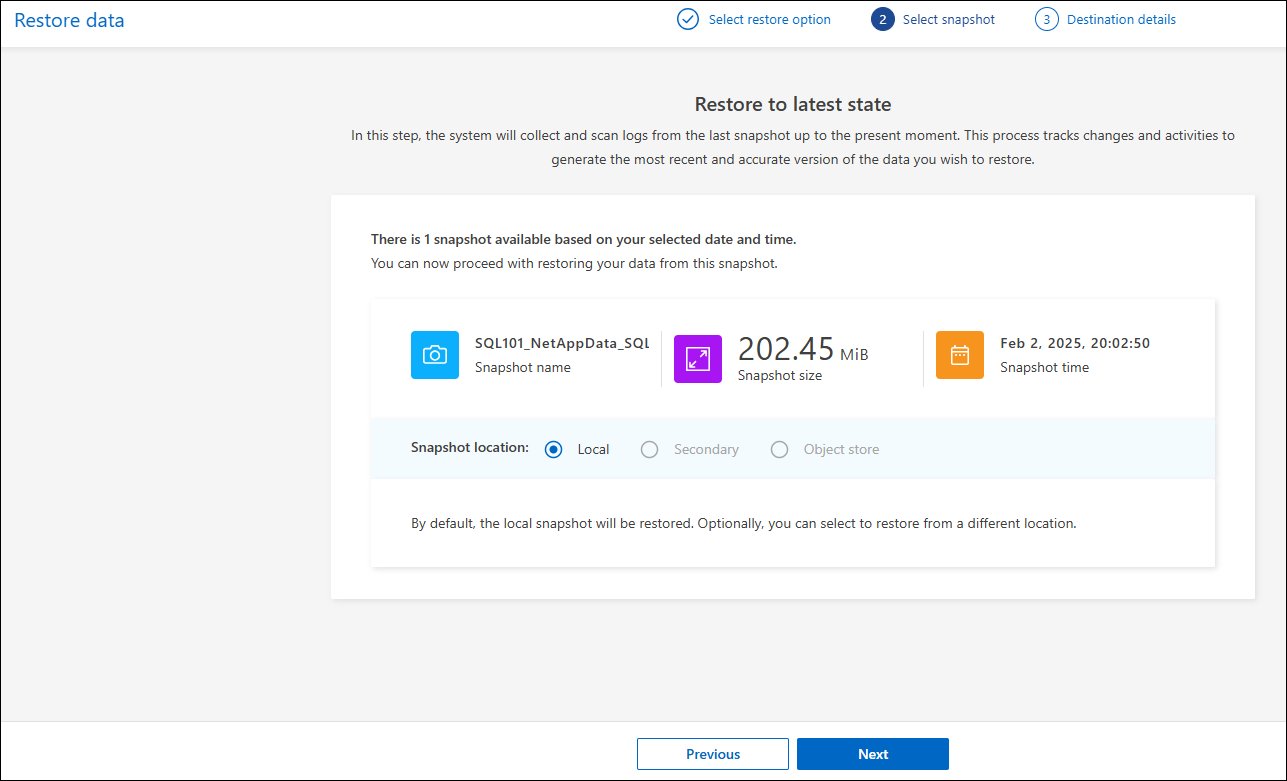 Restore data
Select restore option
2 Select snapshot
3 Destination details
Restore to latest state
In this step, the system will collect and scan logs from the last snapshot up to the present moment. This process tracks changes and activities to
generate the most recent and accurate version of the data you wish to restore.
There is 1 snapshot available based on your selected date and time.
You can now proceed with restoring your data from this snapshot.
SQL101_NetAppData_SQL
Snapshot name
202.45 MiB
Snapshot size
Feb 2, 2025, 20:02:50
Snapshot time
Snapshot location: Local Secondary Object store
By default, the local snapshot will be restored. Optionally, you can select to restore from a different location.
Previous
Next